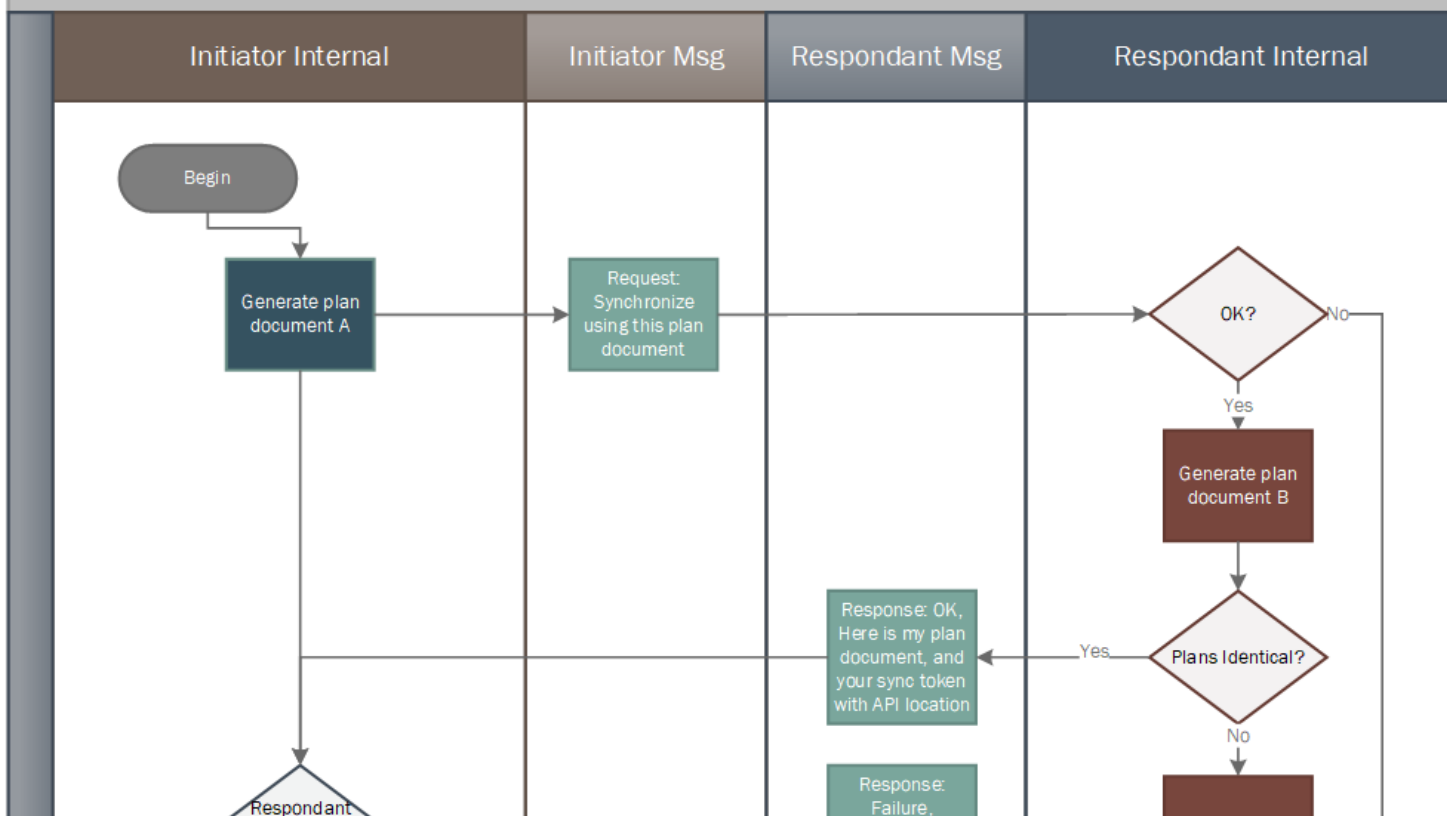 Initiator Internal
Initiator Msg
Respondant Msg
Respondant Internal
Begin
Generate plan
document A
Request:
Synchronize
using this plan
document
OK?
No
Yes
Generate plan
document B
Response: OK,
Here is my plan
document, and
your sync token
with API location
Yes
Plans Identical?
No
Respondant
Response:
Failure,